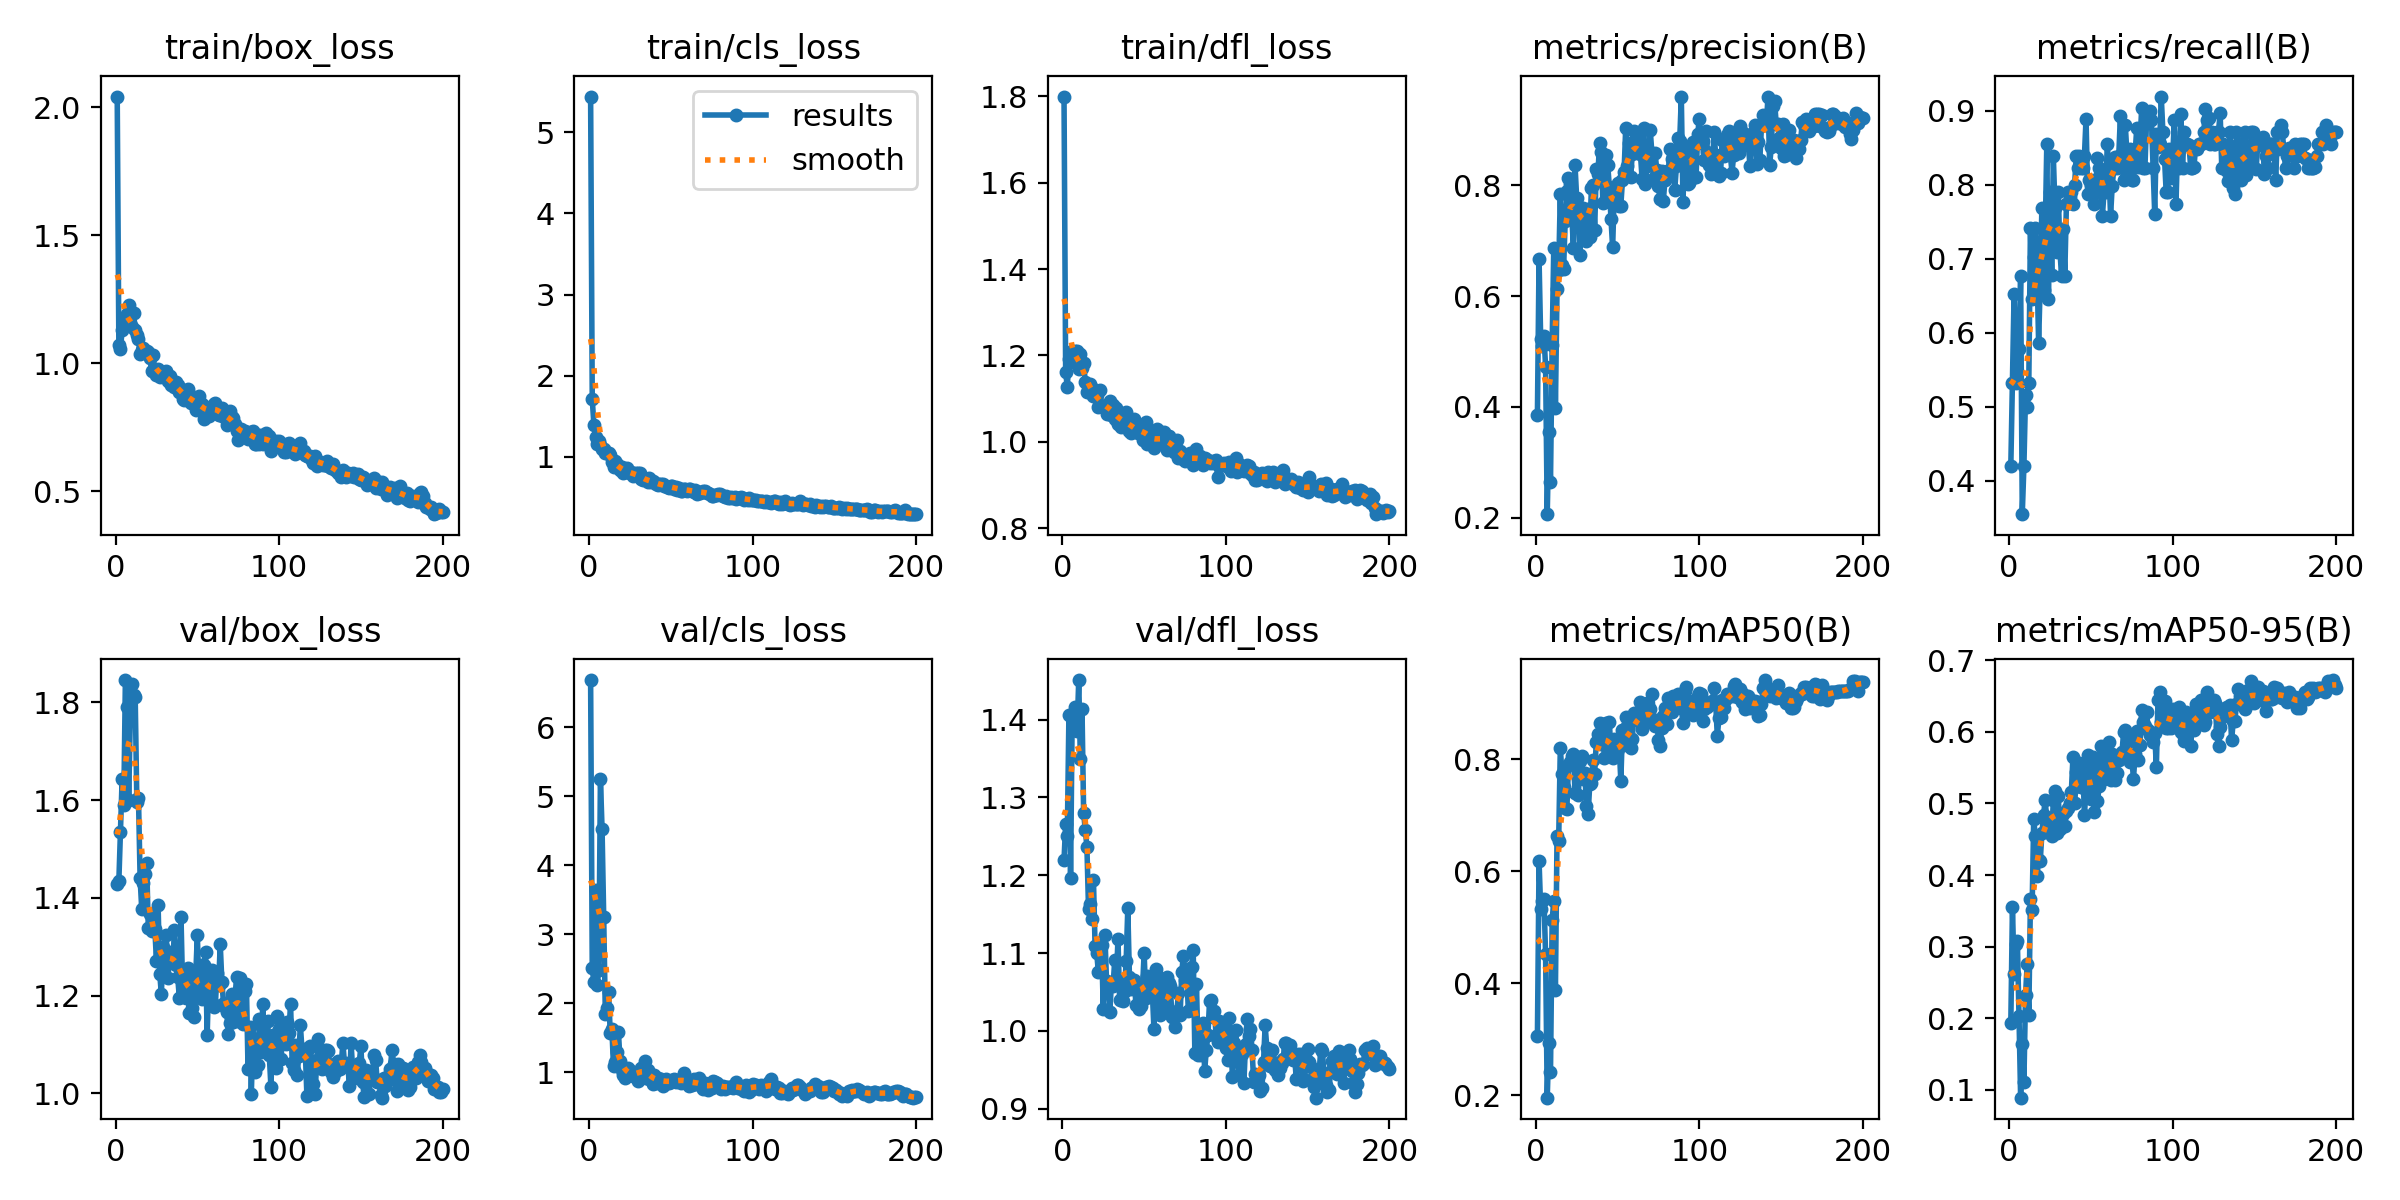 train/box_loss
2.0
1.5
1.0
0.5
0 100 200
train/cls_loss
results
smooth
5
4
3
2
1
0 100 200
train/dfl_loss
1.8
1.6
1.4
1.2
1.0
0.8
0 100 200
metrics/precision(B)
0.8
0.6
0.4
0.2
0 100 200
metrics/recall(B)
0.9
0.8
0.7
0.6
0.5
0.4
0 100 200
val/box_loss
1.8
1.6
1.4
1.2
1.0
0 100 200
val/cls_loss
6
5
4
3
2
1
0 100 200
val/dfl_loss
1.4
1.3
1.2
1.1
1.0
0.9
0 100 200
metrics/mAP50(B)
0.8
0.6
0.4
0.2
0 100 200
metrics/mAP50-95(B)
0.7
0.6
0.5
0.4
0.3
0.2
0.1
0 100 200